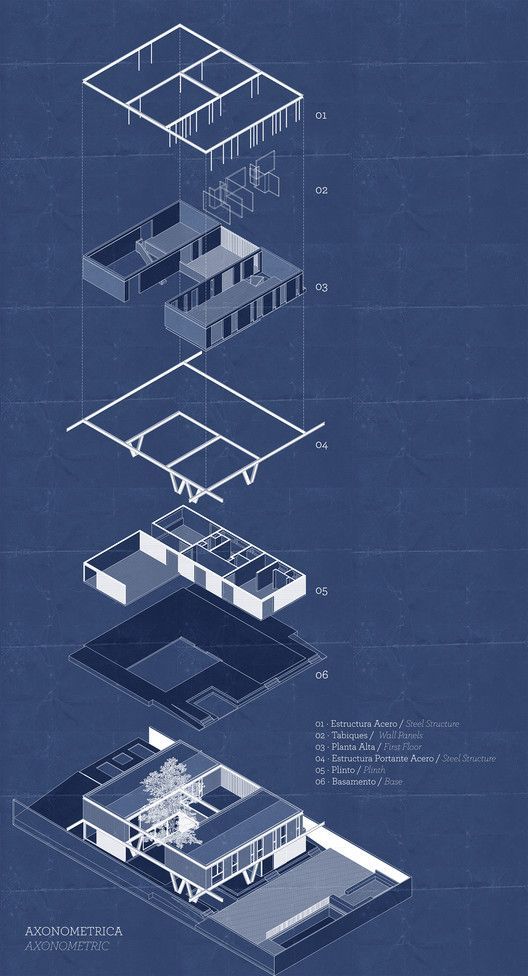 01
02
03
04
05
06
01 · Estructura Acero / Steel Structure
02 · Tabiques / Wall Panels
03 · Planta Alta / First Floor
04 · Estructura Portante Acero / Steel Structure
05 · Plinto / Plinth
06 · Basamento / Base
AXONOMETRICA
AXONOMETRIC